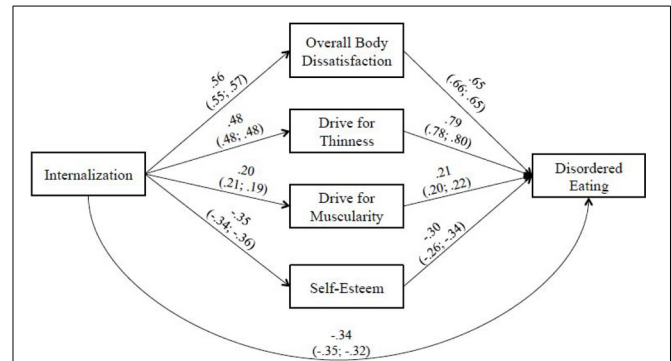 Overall Body
Dissatisfaction
.56
(.55; .57)
.65
(.66; .65)
.48
(.48; .48)
Drive for
Thinness
.79
(.78; .80)
Internalization
Disordered
Eating
.20
(.21; .19)
Drive for
Muscularity
.21
(.20; .22)
-.35
(-.34; -.36)
-.30
(-.26; -.34)
Self-Esteem
-.34
(-.35; -.32)